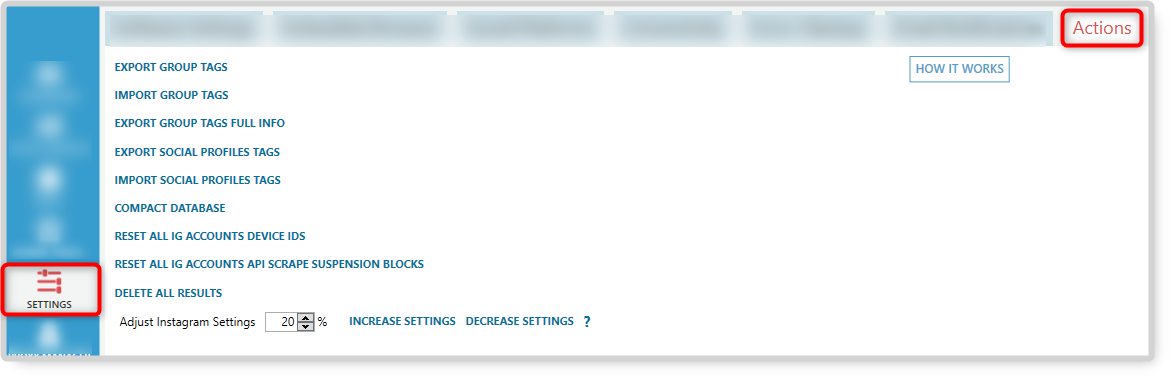 Actions
EXPORT GROUP TAGS
HOW IT WORKS
IMPORT GROUP TAGS
EXPORT GROUP TAGS FULL INFO
EXPORT SOCIAL PROFILES TAGS
IMPORT SOCIAL PROFILES TAGS
COMPACT DATABASE
RESET ALL IG ACCOUNTS DEVICE IDS
RESET ALL IG ACCOUNTS API SCRAPE SUSPENSION BLOCKS
DELETE ALL RESULTS
SETTINGS
Adjust Instagram Settings 20 % INCREASE SETTINGS DECREASE SETTINGS ?